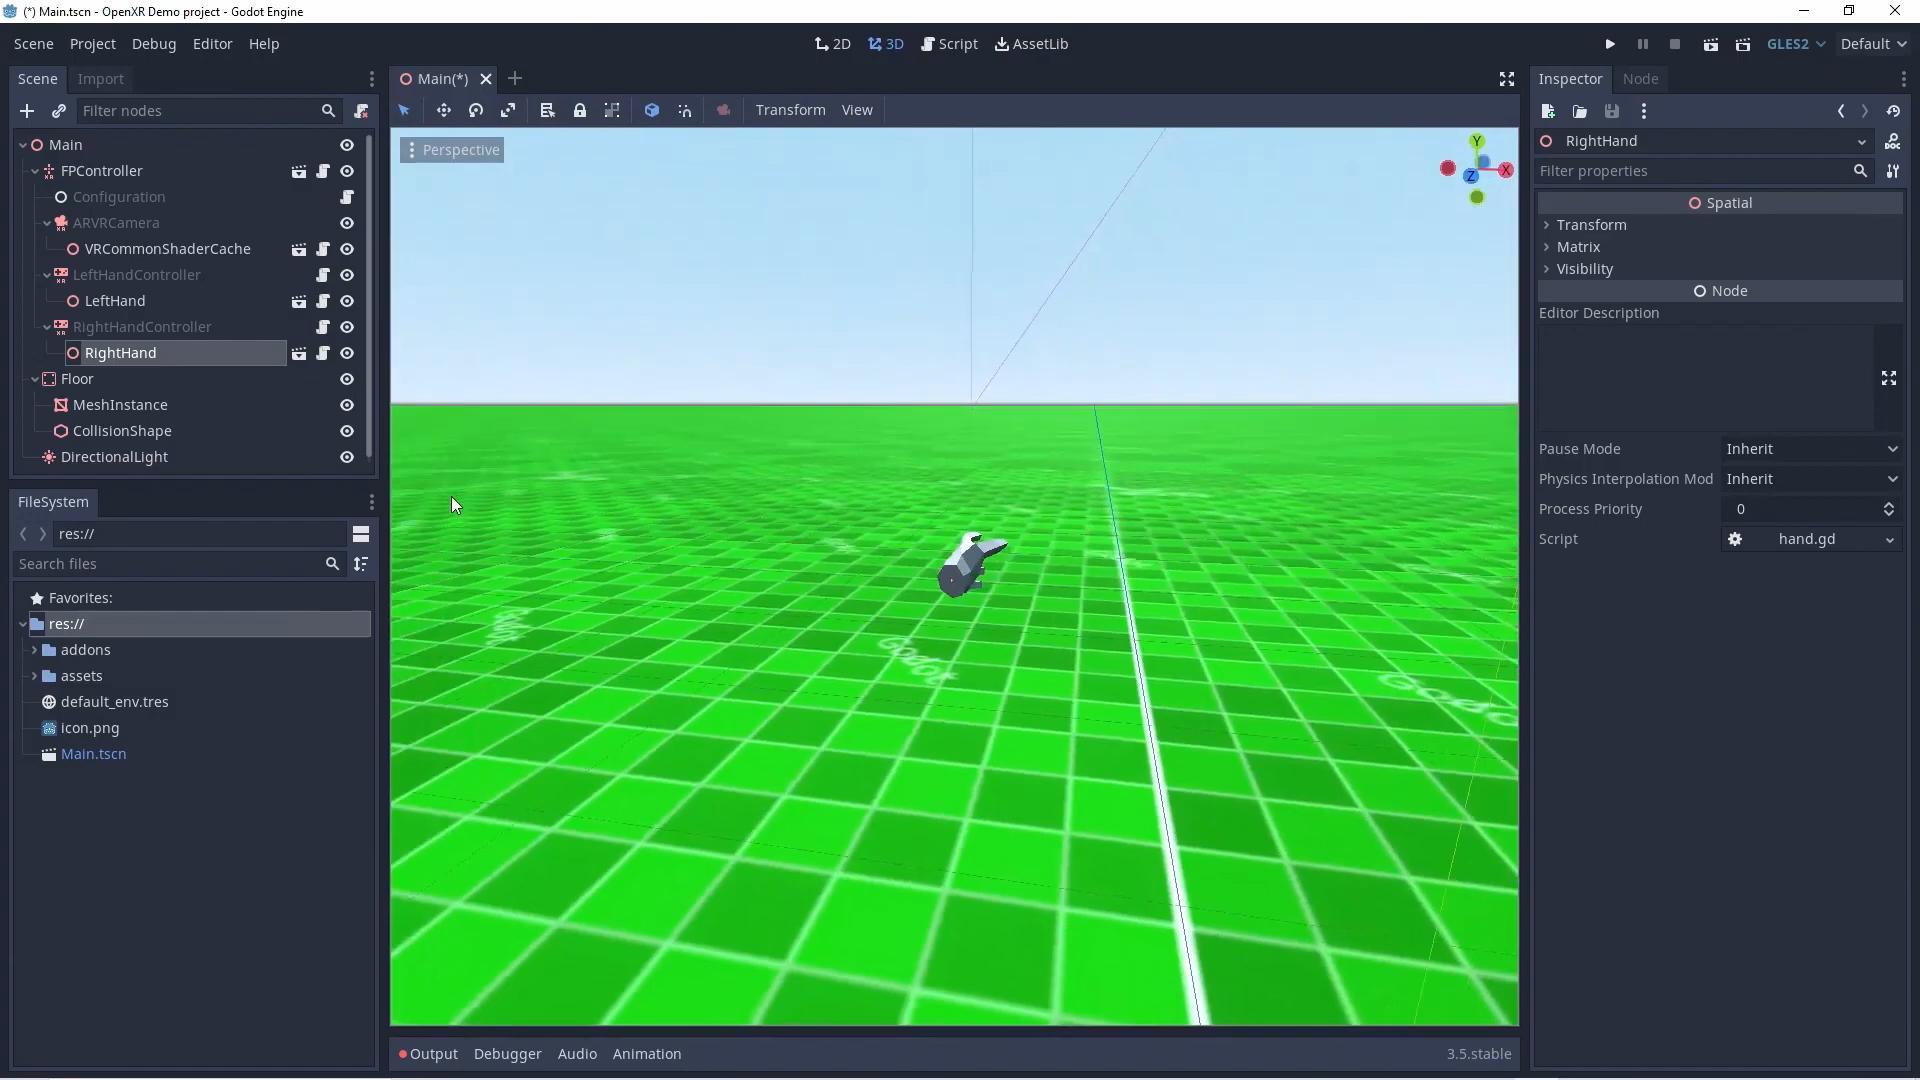 (*) Main.tscn - OpenXR Demo project - Godot Engine
Scene Project Debug Editor Help
2D 3D Script AssetLib
GLES2 Default
Scene Import
Filter nodes
Main
FPController
Configuration
ARVRCamera
VRCommonShaderCache
LeftHandController
LeftHand
RightHandController
RightHand
Floor
MeshInstance
CollisionShape
DirectionalLight
FileSystem
res://
Search files
Favorites:
res://
addons
assets
default_env.tres
icon.png
Main.tscn
Main(*)
Transform View
Perspective
Y
X
Z
Godot
Output Debugger Audio Animation
3.5.stable
Inspector Node
RightHand
Filter properties
Spatial
Transform
Matrix
Visibility
Node
Editor Description
Pause Mode Inherit
Physics Interpolation Mod Inherit
Process Priority 0
Script hand.gd